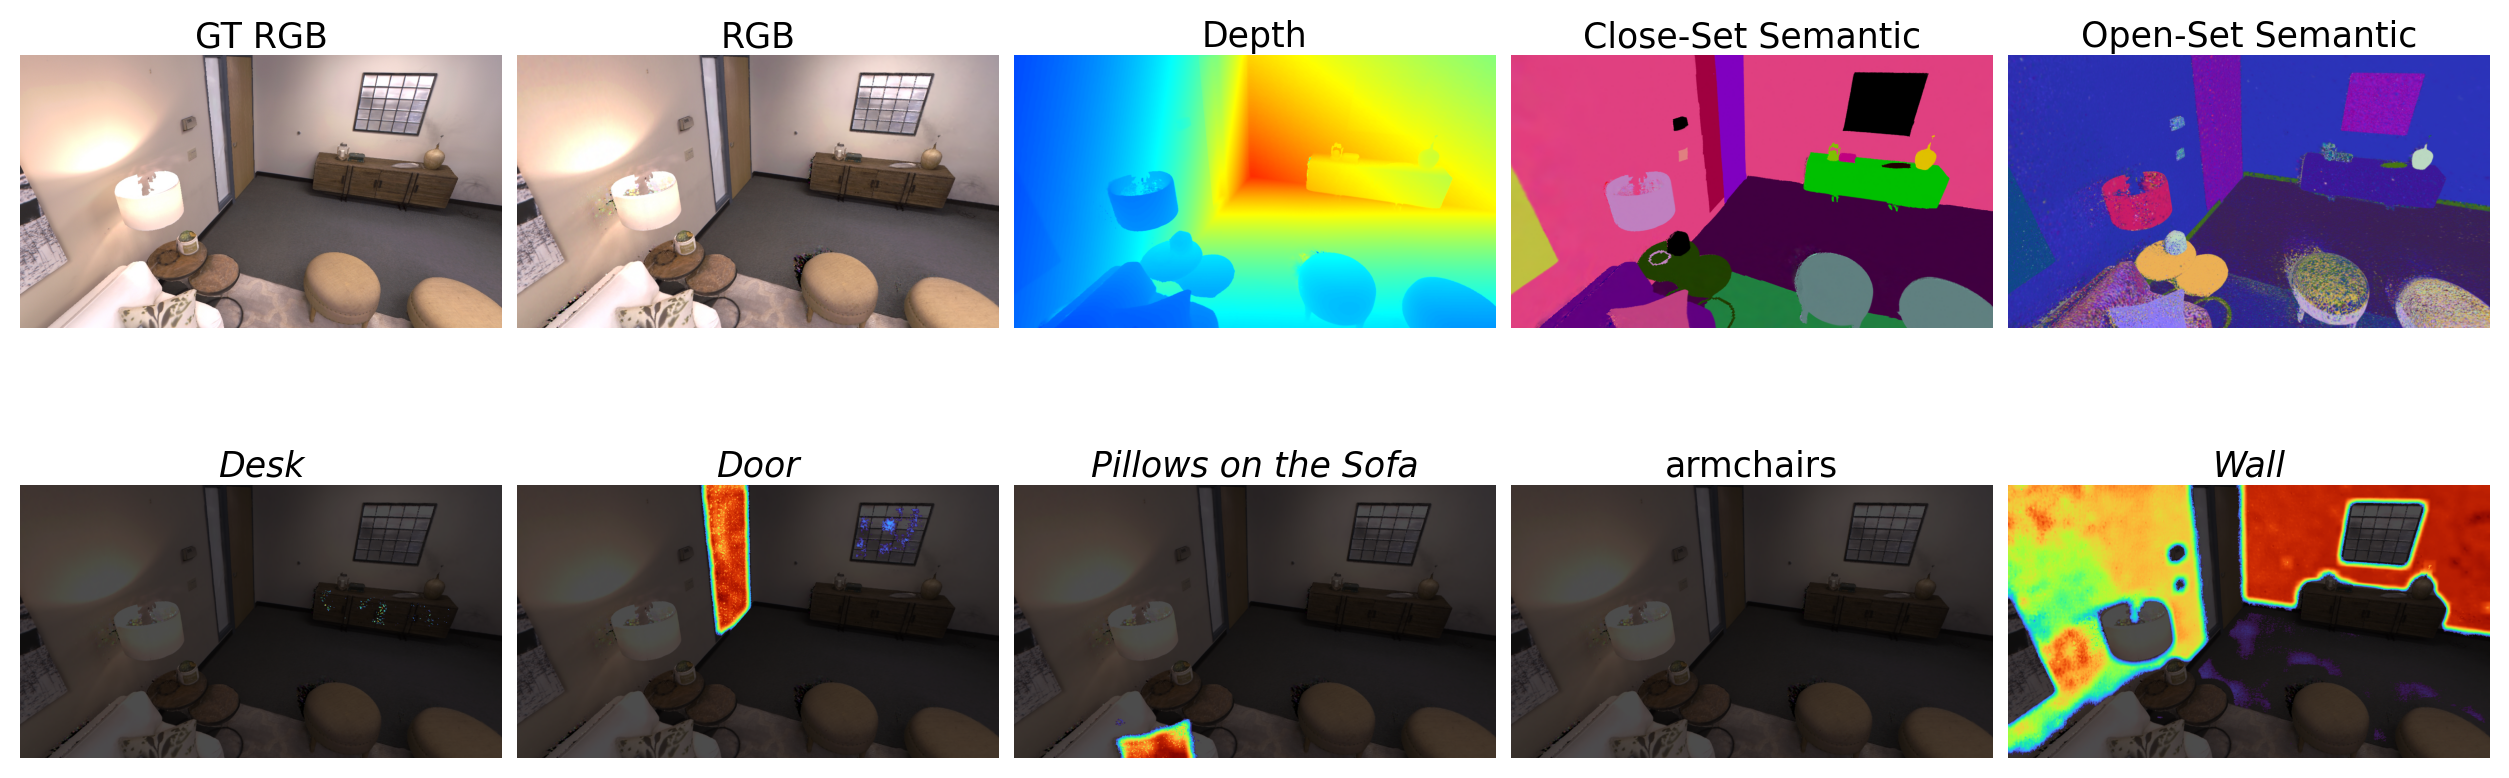 GT RGB
RGB
Depth
Close-Set Semantic
Open-Set Semantic
Desk
Door
Pillows on the Sofa
armchairs
Wall